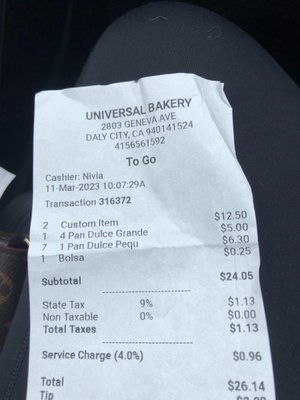 UNIVERSAL BAKERY
2803 GENEVA AVE
DALY CITY, CA 940141524
4156561592
To Go
Cashier: Nivia
11-Mar-2023 10:07:29A
Transaction 316372
2 Custom Item $12.50
1 4 Pan Dulce Grande $5.00
7 1 Pan Dulce Pequ $6.30
1 Bolsa $0.25
Subtotal $24.05
State Tax 9% $1.13
Non Taxable 0% $0.00
Total Taxes $1.13
Service Charge (4.0%) $0.96
Total $26.14
Tip